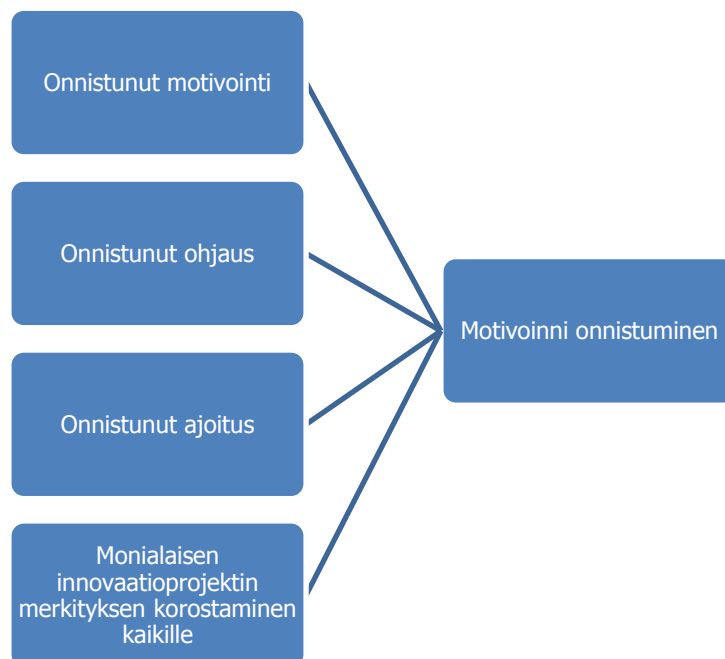 Onnistunut motivointi
Onnistunut ohjaus
Motivoinni onnistuminen
Onnistunut ajoitus
Monialaisen
innovaatioprojektin
merkityksen korostaminen
kaikille